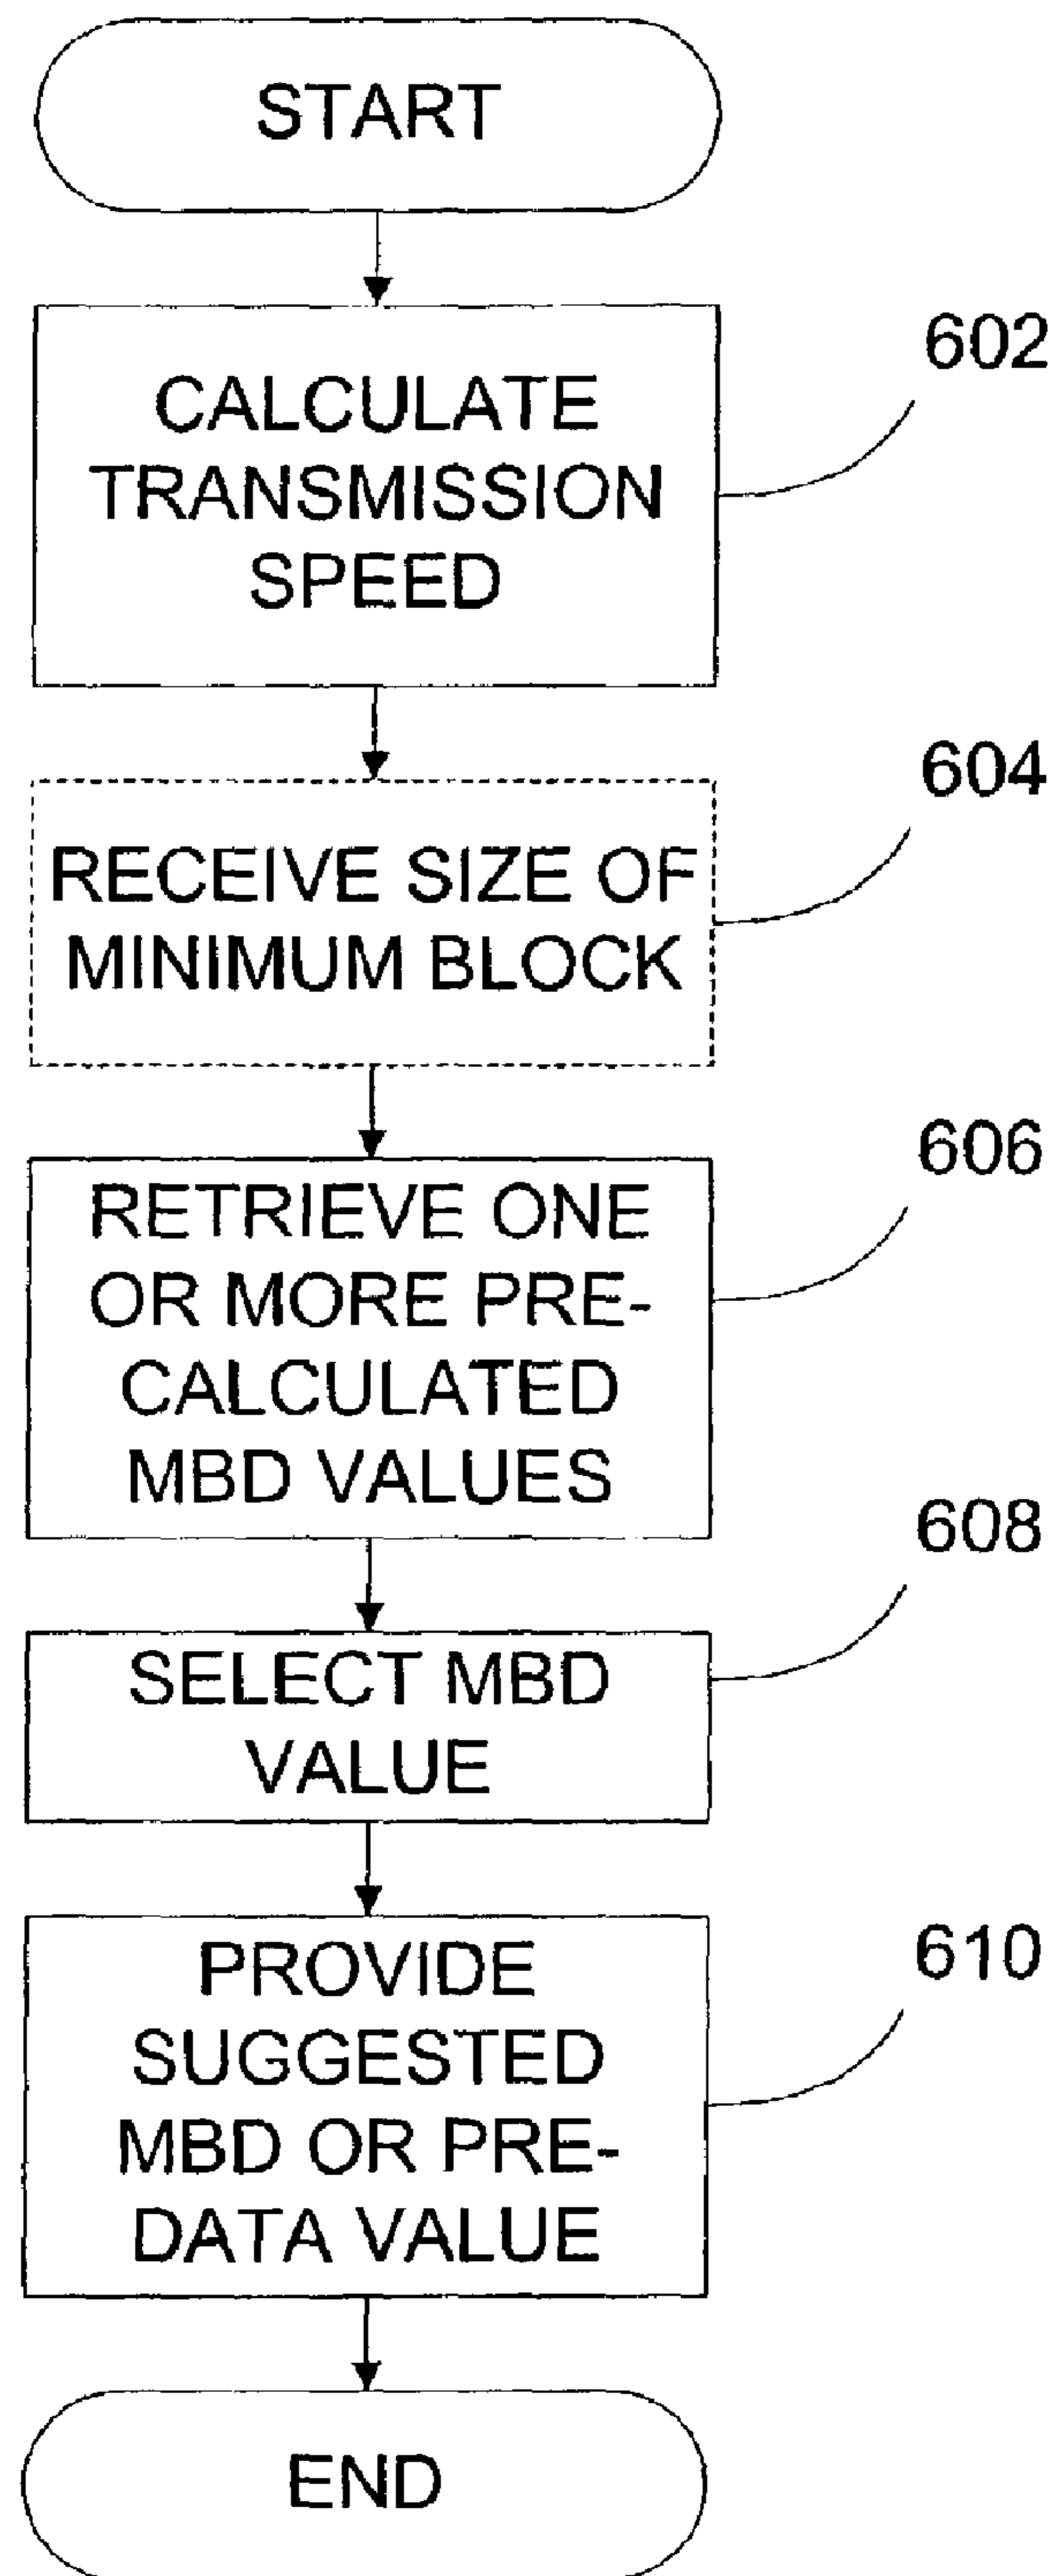 START
602
CALCULATE
TRANSMISSION
SPEED
604
RECEIVE SIZE OF
MINIMUM BLOCK
606
RETRIEVE ONE
OR MORE PRE-
CALCULATED
MBD VALUES
608
SELECT MBD
VALUE
610
PROVIDE
SUGGESTED
MBD OR PRE-
DATA VALUE
END